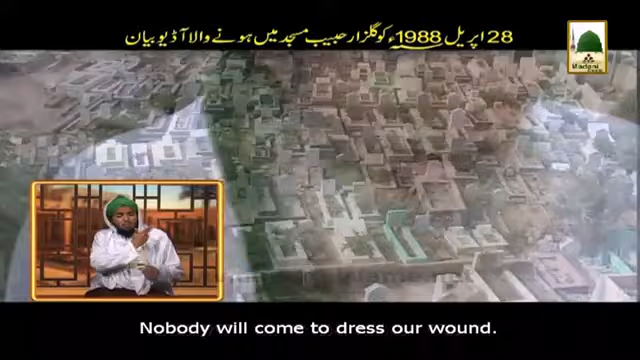 28 اپریل 1988ء کو گلزار حبیب مسجد میں ہونے والا آڈیو بیان
Madani
Nobody will come to dress our wound.